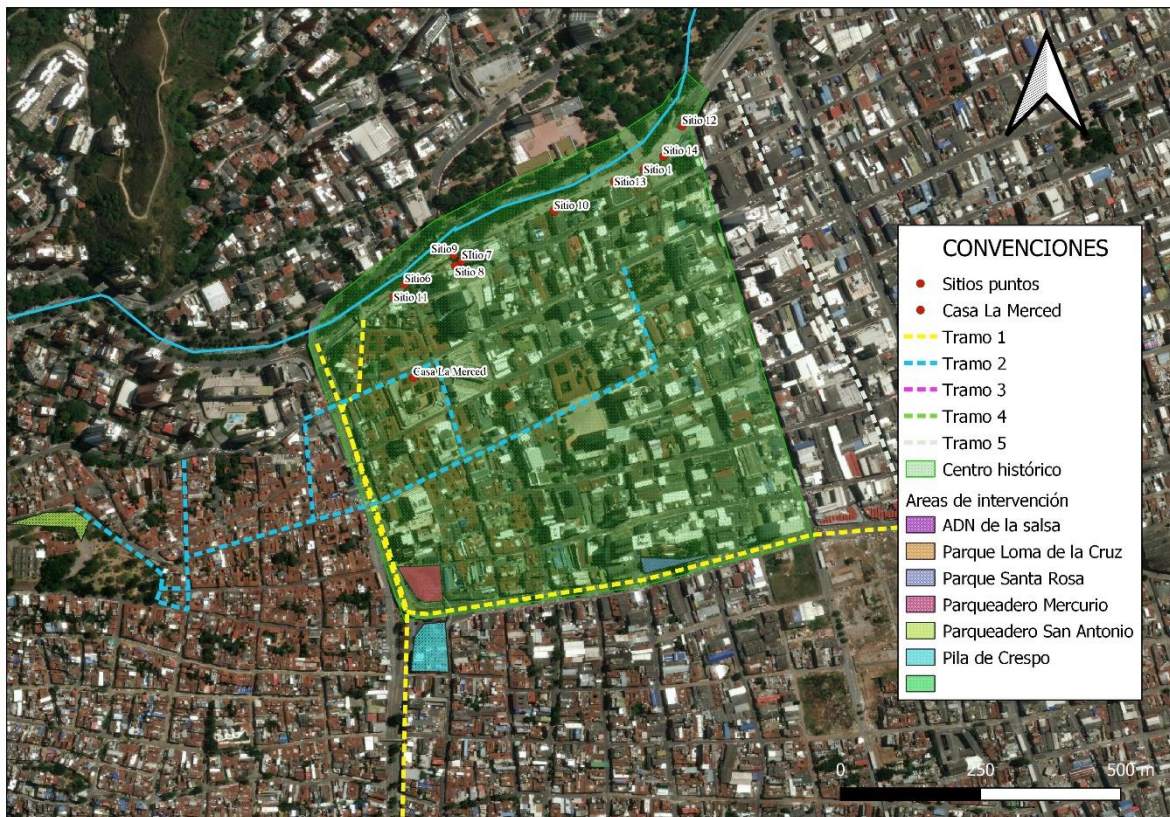 Sitio 12
Sitio 14
Sitio 1
Sitio13
Sitio 10
Sitio9
SItio 7
Sitio 8
Sitio6
Sitio 11
Casa La Merced
CONVENCIONES
Sitios puntos
Casa La Merced
Tramo 1
Tramo 2
Tramo 3
Tramo 4
Tramo 5
Centro histórico
Areas de intervención
ADN de la salsa
Parque Loma de la Cruz
Parque Santa Rosa
Parqueadero Mercurio
Parqueadero San Antonio
Pila de Crespo
0 250 500 m